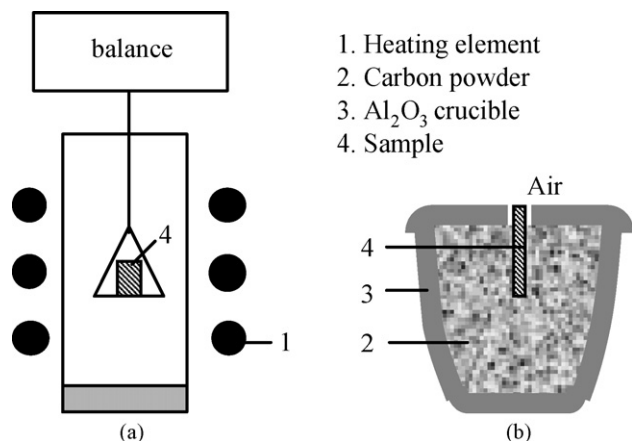 balance
4
1
(a)
1. Heating element
2. Carbon powder
3. Al₂O₃ crucible
4. Sample
Air
4
3
2
(b)